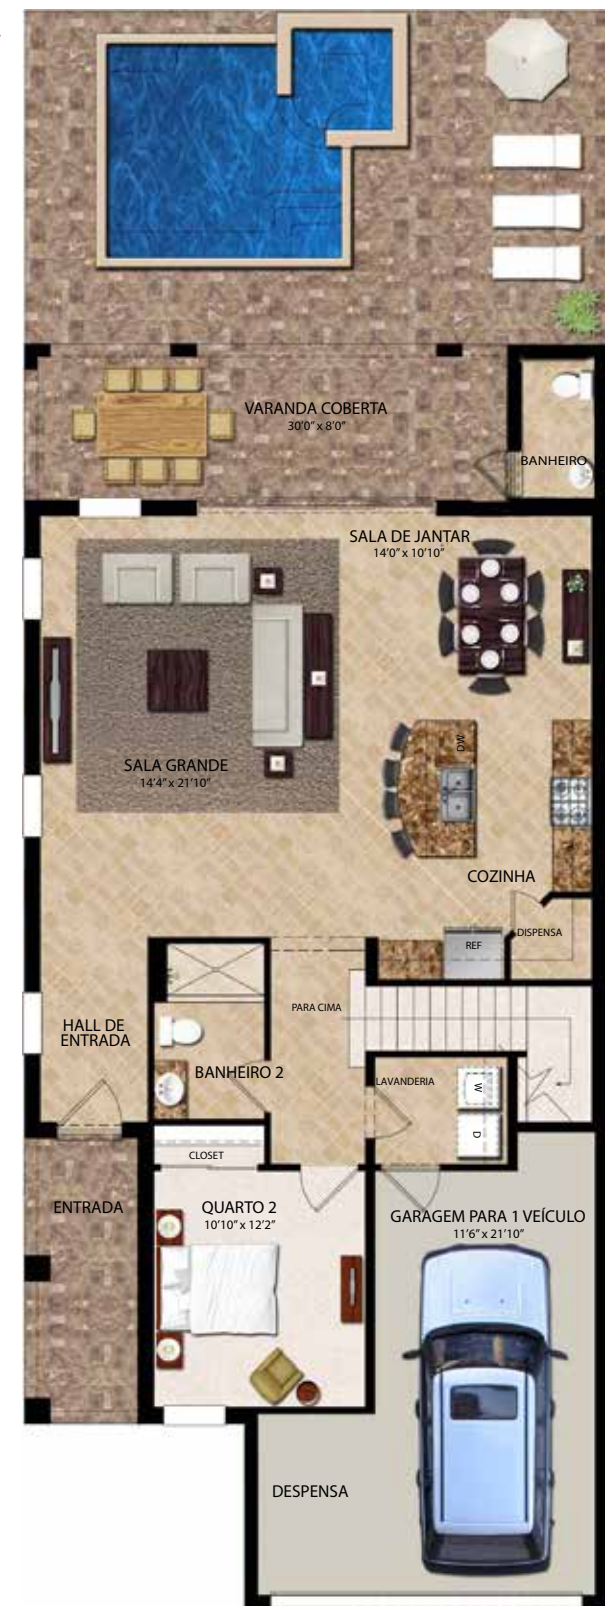 VARANDA COBERTA
30'0" x 8'0"
BANHEIRO
SALA DE JANTAR
14'0" x 10'10"
DW
SALA GRANDE
14'4" x 21'10"
COZINHA
REF
DISPENSA
PARA CIMA
HALL DE
ENTRADA
BANHEIRO 2
LAVANDERIA
W
D
CLOSET
ENTRADA
QUARTO 2
10'10" x 12'2"
GARAGEM PARA 1 VEÍCULO
11'6" x 21'10"
DESPENSA